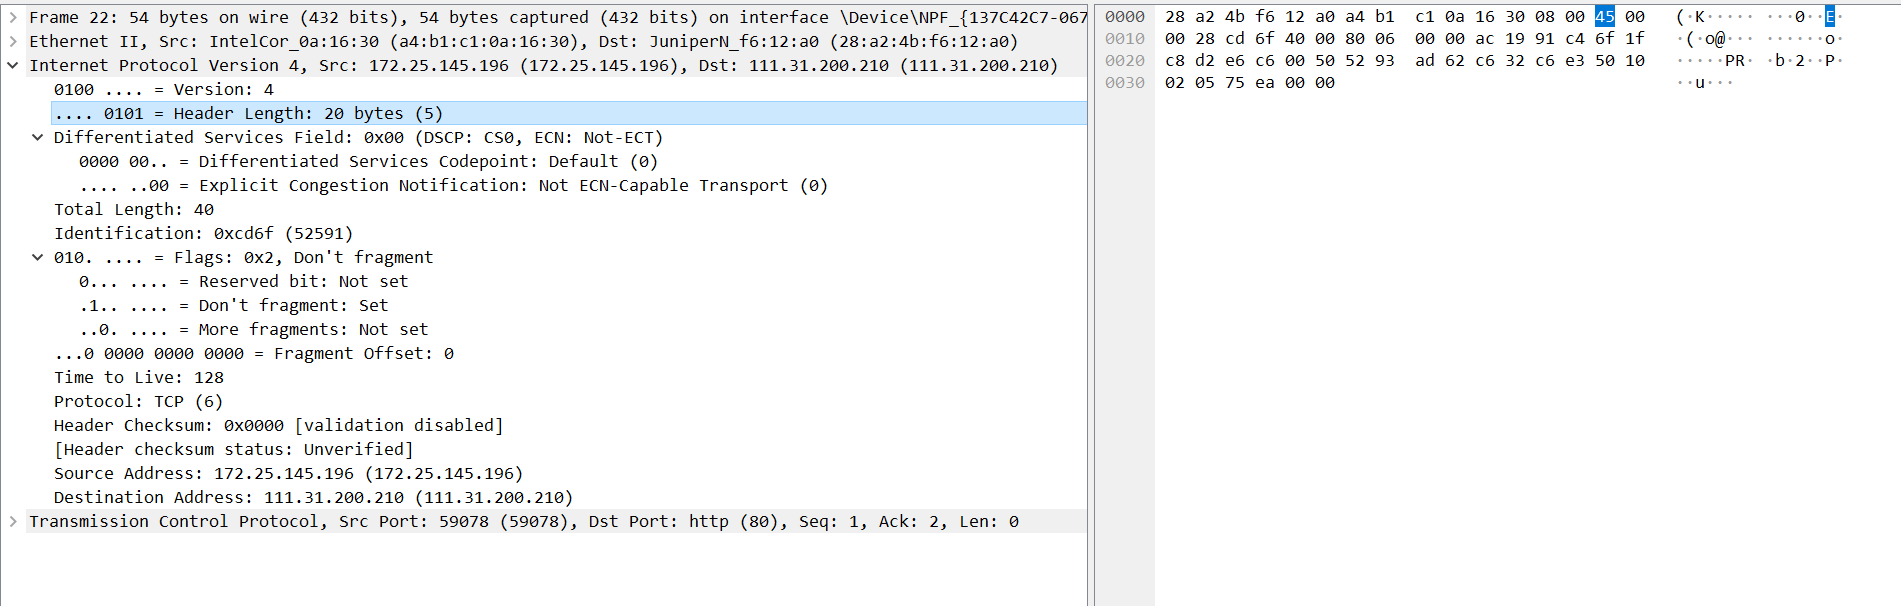 Frame 22: 54 bytes on wire (432 bits), 54 bytes captured (432 bits) on interface \Device\NPF_{137C42C7-067
Ethernet II, Src: IntelCor_0a:16:30 (a4:b1:c1:0a:16:30), Dst: JuniperN_f6:12:a0 (28:a2:4b:f6:12:a0)
Internet Protocol Version 4, Src: 172.25.145.196 (172.25.145.196), Dst: 111.31.200.210 (111.31.200.210)
0100 .... = Version: 4
.... 0101 = Header Length: 20 bytes (5)
Differentiated Services Field: 0x00 (DSCP: CS0, ECN: Not-ECT)
0000 00.. = Differentiated Services Codepoint: Default (0)
.... ..00 = Explicit Congestion Notification: Not ECN-Capable Transport (0)
Total Length: 40
Identification: 0xcd6f (52591)
010. .... = Flags: 0x2, Don't fragment
0... .... = Reserved bit: Not set
.1.. .... = Don't fragment: Set
..0. .... = More fragments: Not set
...0 0000 0000 0000 = Fragment Offset: 0
Time to Live: 128
Protocol: TCP (6)
Header Checksum: 0x0000 [validation disabled]
[Header checksum status: Unverified]
Source Address: 172.25.145.196 (172.25.145.196)
Destination Address: 111.31.200.210 (111.31.200.210)
Transmission Control Protocol, Src Port: 59078 (59078), Dst Port: http (80), Seq: 1, Ack: 2, Len: 0
0000 28 a2 4b f6 12 a0 a4 b1 c1 0a 16 30 08 00 45 00 (·K····· ···0··E·
0010 00 28 cd 6f 40 00 80 06 00 00 ac 19 91 c4 6f 1f ·(·o@··· ······o·
0020 c8 d2 e6 c6 00 50 52 93 ad 62 c6 32 c6 e3 50 10 ·····PR· ·b·2··P·
0030 02 05 75 ea 00 00 ··u···